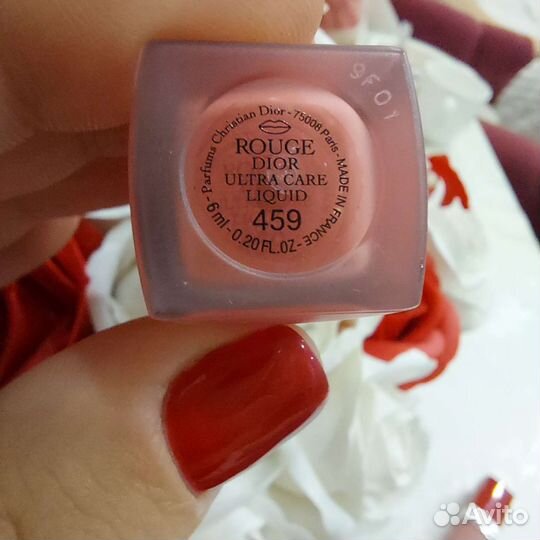 9F01
Parfums Christian Dior - 75008 Paris - MADE IN FRANCE
ROUGE
DIOR
ULTRA CARE
LIQUID
459
6 ml - 0.20 FL.OZ -
Avito